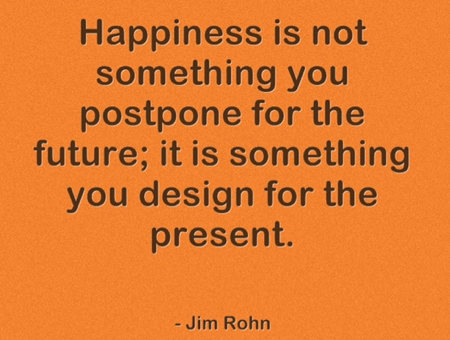 Happiness is not
something you
postpone for the
future; it is something
you design for the
present.
- Jim Rohn